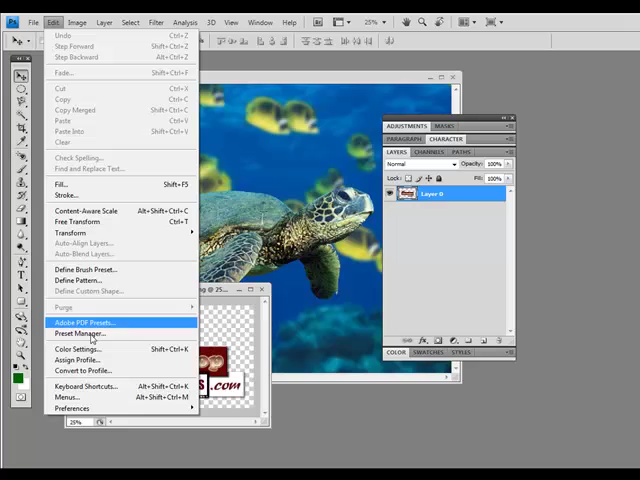 Ps File Edit Image Layer Select Filter Analysis 3D View Window Help Br 25%
Undo Ctrl+Z
Step Forward Shift+Ctrl+Z
Step Backward Alt+Ctrl+Z
Fade... Shift+Ctrl+F
Cut Ctrl+X
Copy Ctrl+C
Copy Merged Shift+Ctrl+C
Paste Ctrl+V
Paste Into Shift+Ctrl+V
Clear
Check Spelling...
Find and Replace Text...
Fill... Shift+F5
Stroke...
Content-Aware Scale Alt+Shift+Ctrl+C
Free Transform Ctrl+T
Transform
Auto-Align Layers...
Auto-Blend Layers...
Define Brush Preset...
Define Pattern...
Define Custom Shape...
Purge
Adobe PDF Presets...
Preset Manager...
Color Settings... Shift+Ctrl+K
Assign Profile...
Convert to Profile...
Keyboard Shortcuts... Alt+Shift+Ctrl+K
Menus... Alt+Shift+Ctrl+M
Preferences
ng @ 25...
.com
25%
ADJUSTMENTS MASKS
PARAGRAPH CHARACTER
LAYERS CHANNELS PATHS
Normal Opacity: 100%
Lock: Fill: 100%
Layer 0
COLOR SWATCHES STYLES